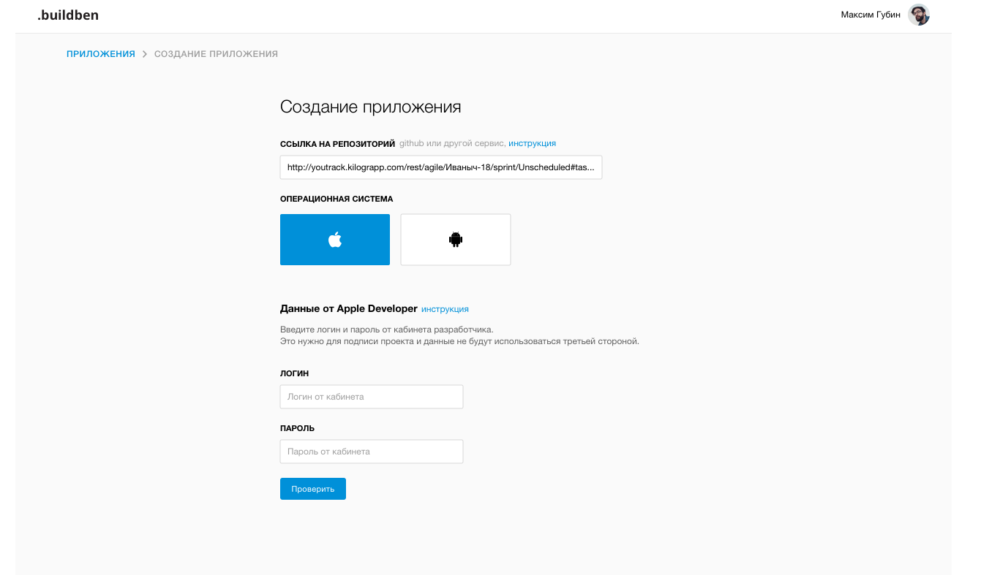 .buildben
Максим Губин
ПРИЛОЖЕНИЯ > СОЗДАНИЕ ПРИЛОЖЕНИЯ
Создание приложения
ССЫЛКА НА РЕПОЗИТОРИЙ github или другой сервис, инструкция
http://youtrack.kilograpp.com/rest/agile/Иваныч-18/sprint/Unscheduled#tas...
ОПЕРАЦИОННАЯ СИСТЕМА
Данные от Apple Developer инструкция
Введите логин и пароль от кабинета разработчика.
Это нужно для подписи проекта и данные не будут использоваться третьей стороной.
ЛОГИН
Логин от кабинета
ПАРОЛЬ
Пароль от кабинета
Проверить